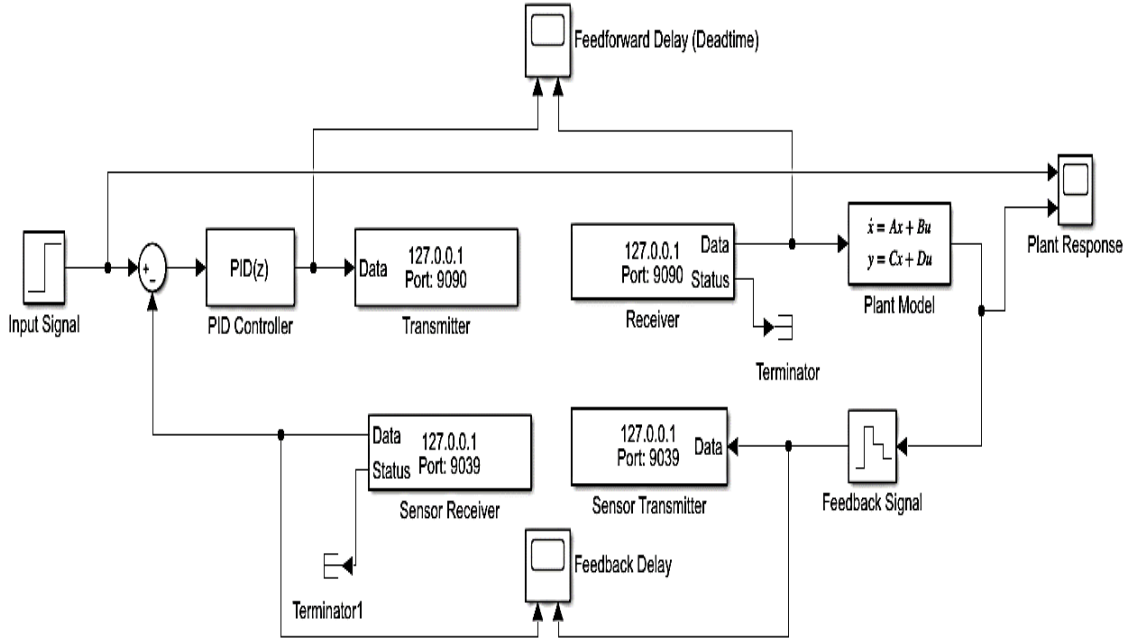 Feedforward Delay (Deadtime)
Input Signal
+
−
PID(z)
PID Controller
Data
127.0.0.1
Port: 9090
Transmitter
127.0.0.1
Port: 9090
Data
Status
Receiver
Terminator
ẋ = Ax + Bu
y = Cx + Du
Plant Model
Plant Response
Data
Status
127.0.0.1
Port: 9039
Sensor Receiver
Terminator1
127.0.0.1
Port: 9039
Data
Sensor Transmitter
Feedback Signal
Feedback Delay